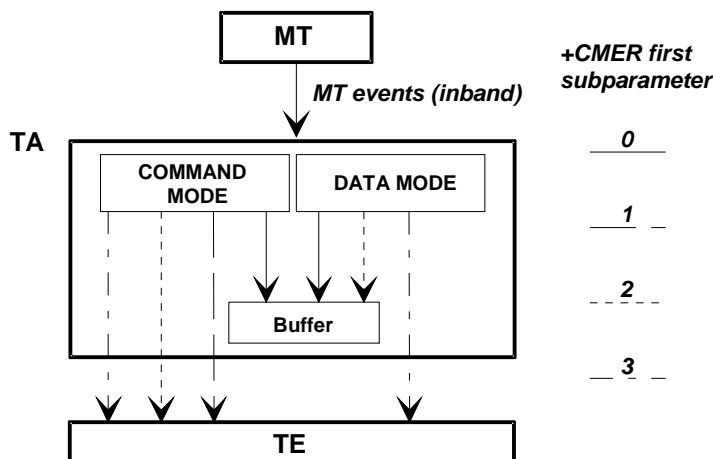 MT
+CMER first
subparameter
MT events (inband)
TA
0
COMMAND
MODE
DATA MODE
1
2
Buffer
3
TE